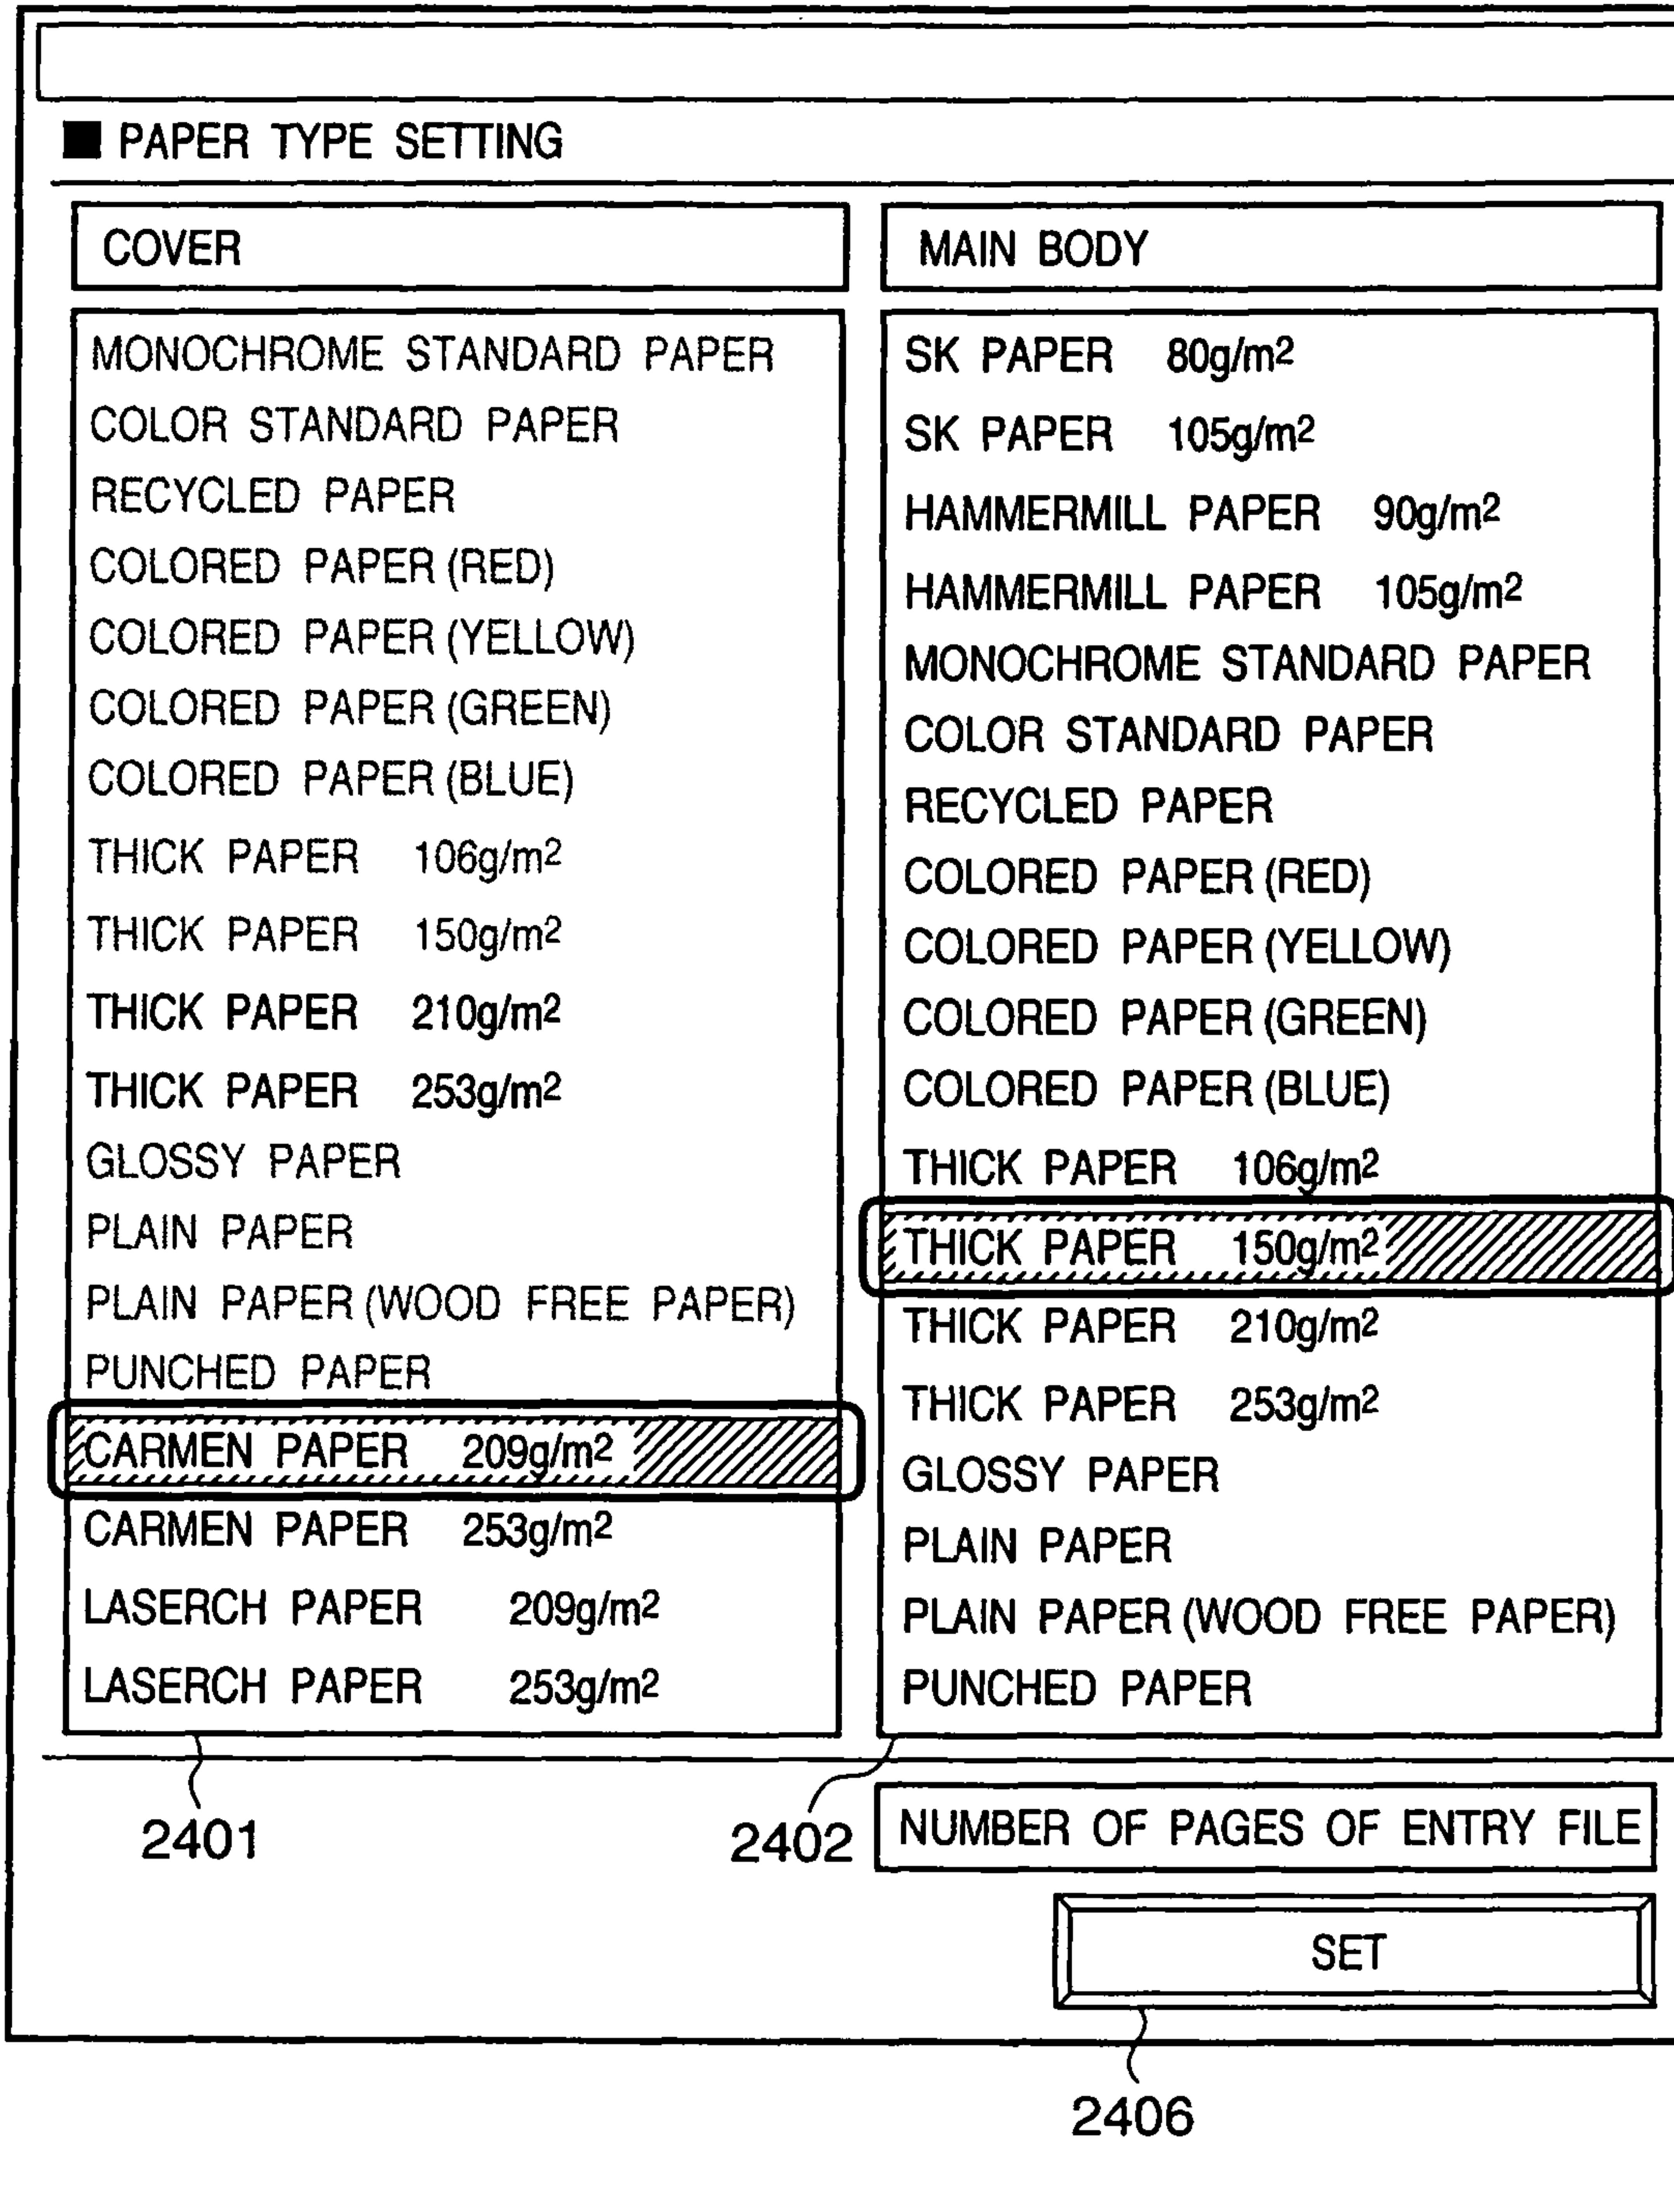 ■ PAPER TYPE SETTING
COVER
MONOCHROME STANDARD PAPER
COLOR STANDARD PAPER
RECYCLED PAPER
COLORED PAPER (RED)
COLORED PAPER (YELLOW)
COLORED PAPER (GREEN)
COLORED PAPER (BLUE)
THICK PAPER 106g/m2
THICK PAPER 150g/m2
THICK PAPER 210g/m2
THICK PAPER 253g/m2
GLOSSY PAPER
PLAIN PAPER
PLAIN PAPER (WOOD FREE PAPER)
PUNCHED PAPER
CARMEN PAPER 209g/m2
CARMEN PAPER 253g/m2
LASERCH PAPER 209g/m2
LASERCH PAPER 253g/m2
2401
MAIN BODY
SK PAPER 80g/m2
SK PAPER 105g/m2
HAMMERMILL PAPER 90g/m2
HAMMERMILL PAPER 105g/m2
MONOCHROME STANDARD PAPER
COLOR STANDARD PAPER
RECYCLED PAPER
COLORED PAPER (RED)
COLORED PAPER (YELLOW)
COLORED PAPER (GREEN)
COLORED PAPER (BLUE)
THICK PAPER 106g/m2
THICK PAPER 150g/m2
THICK PAPER 210g/m2
THICK PAPER 253g/m2
GLOSSY PAPER
PLAIN PAPER
PLAIN PAPER (WOOD FREE PAPER)
PUNCHED PAPER
2402
NUMBER OF PAGES OF ENTRY FILE
SET
2406